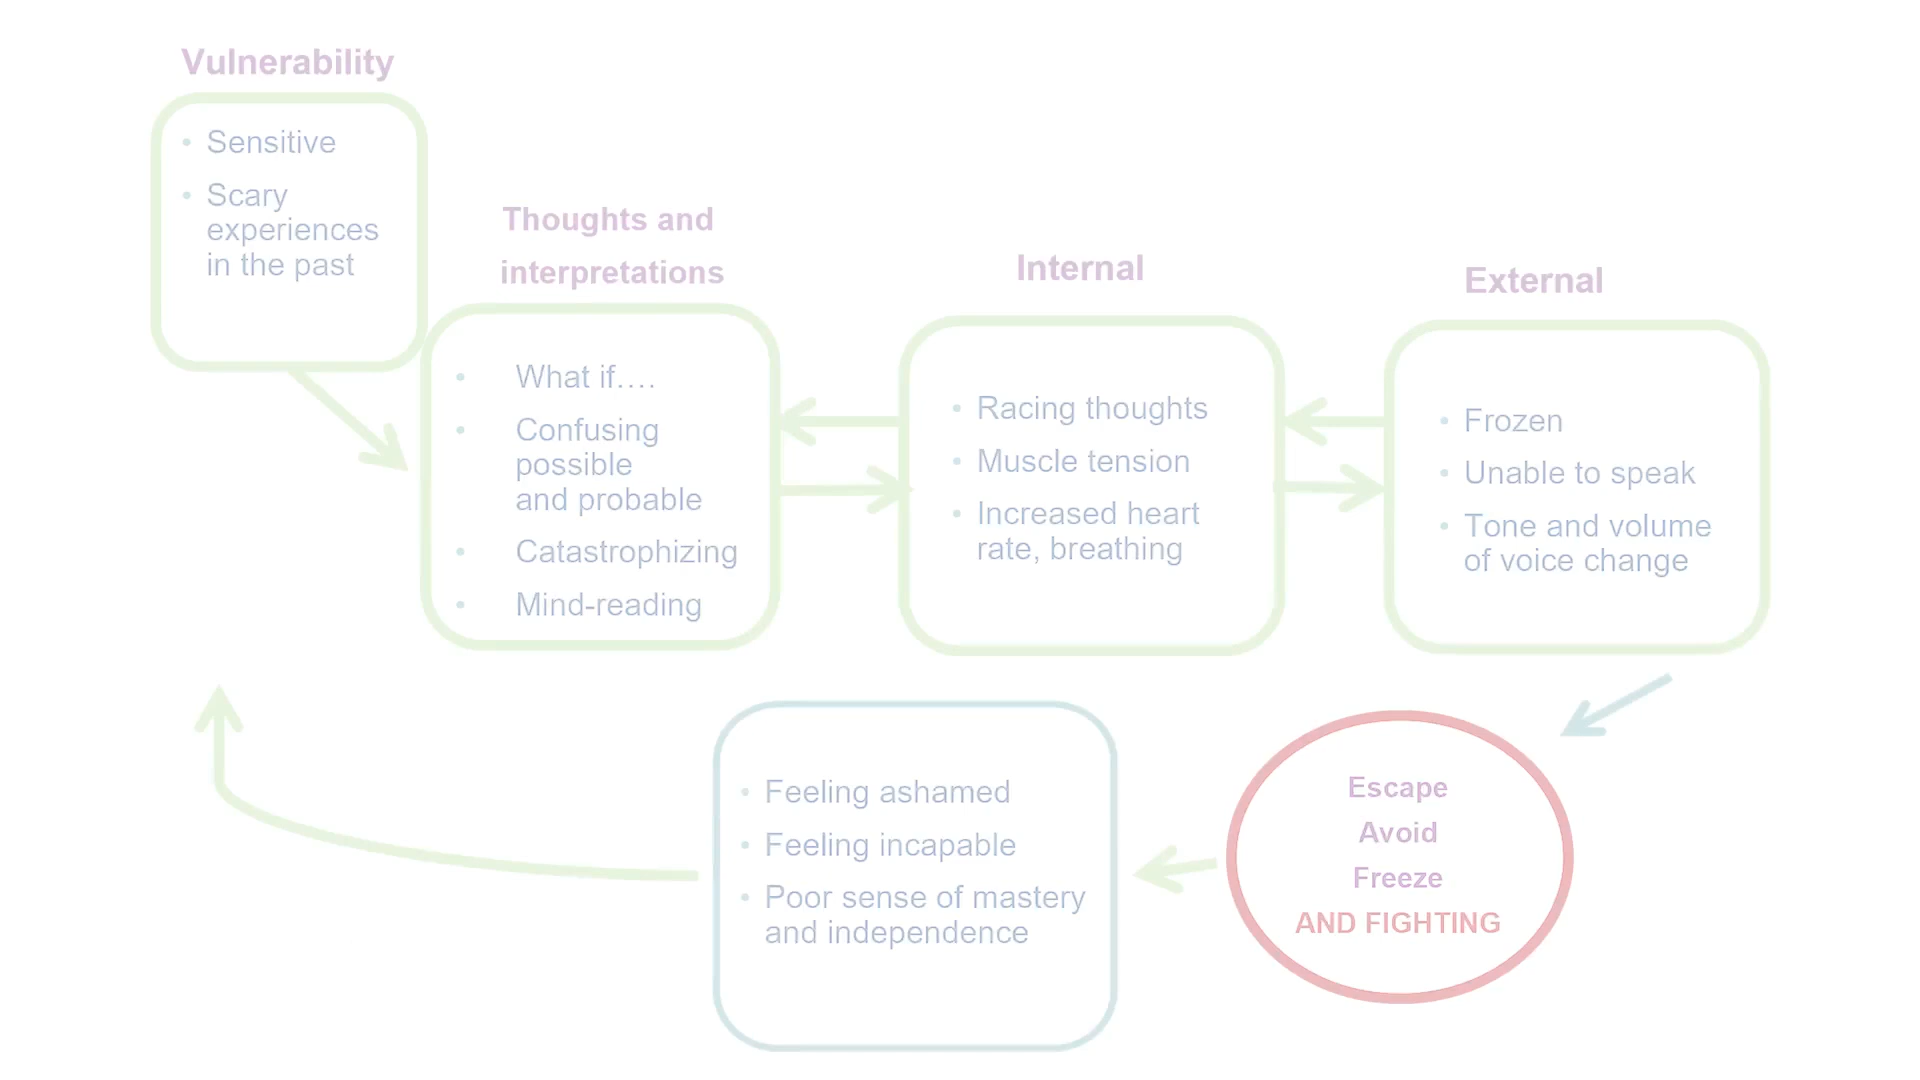 Vulnerability
• Sensitive
• Scary
experiences
in the past
Thoughts and
interpretations
• What if....
• Confusing
possible
and probable
• Catastrophizing
• Mind-reading
Internal
• Racing thoughts
• Muscle tension
• Increased heart
rate, breathing
External
• Frozen
• Unable to speak
• Tone and volume
of voice change
Escape
Avoid
Freeze
AND FIGHTING
• Feeling ashamed
• Feeling incapable
• Poor sense of mastery
and independence